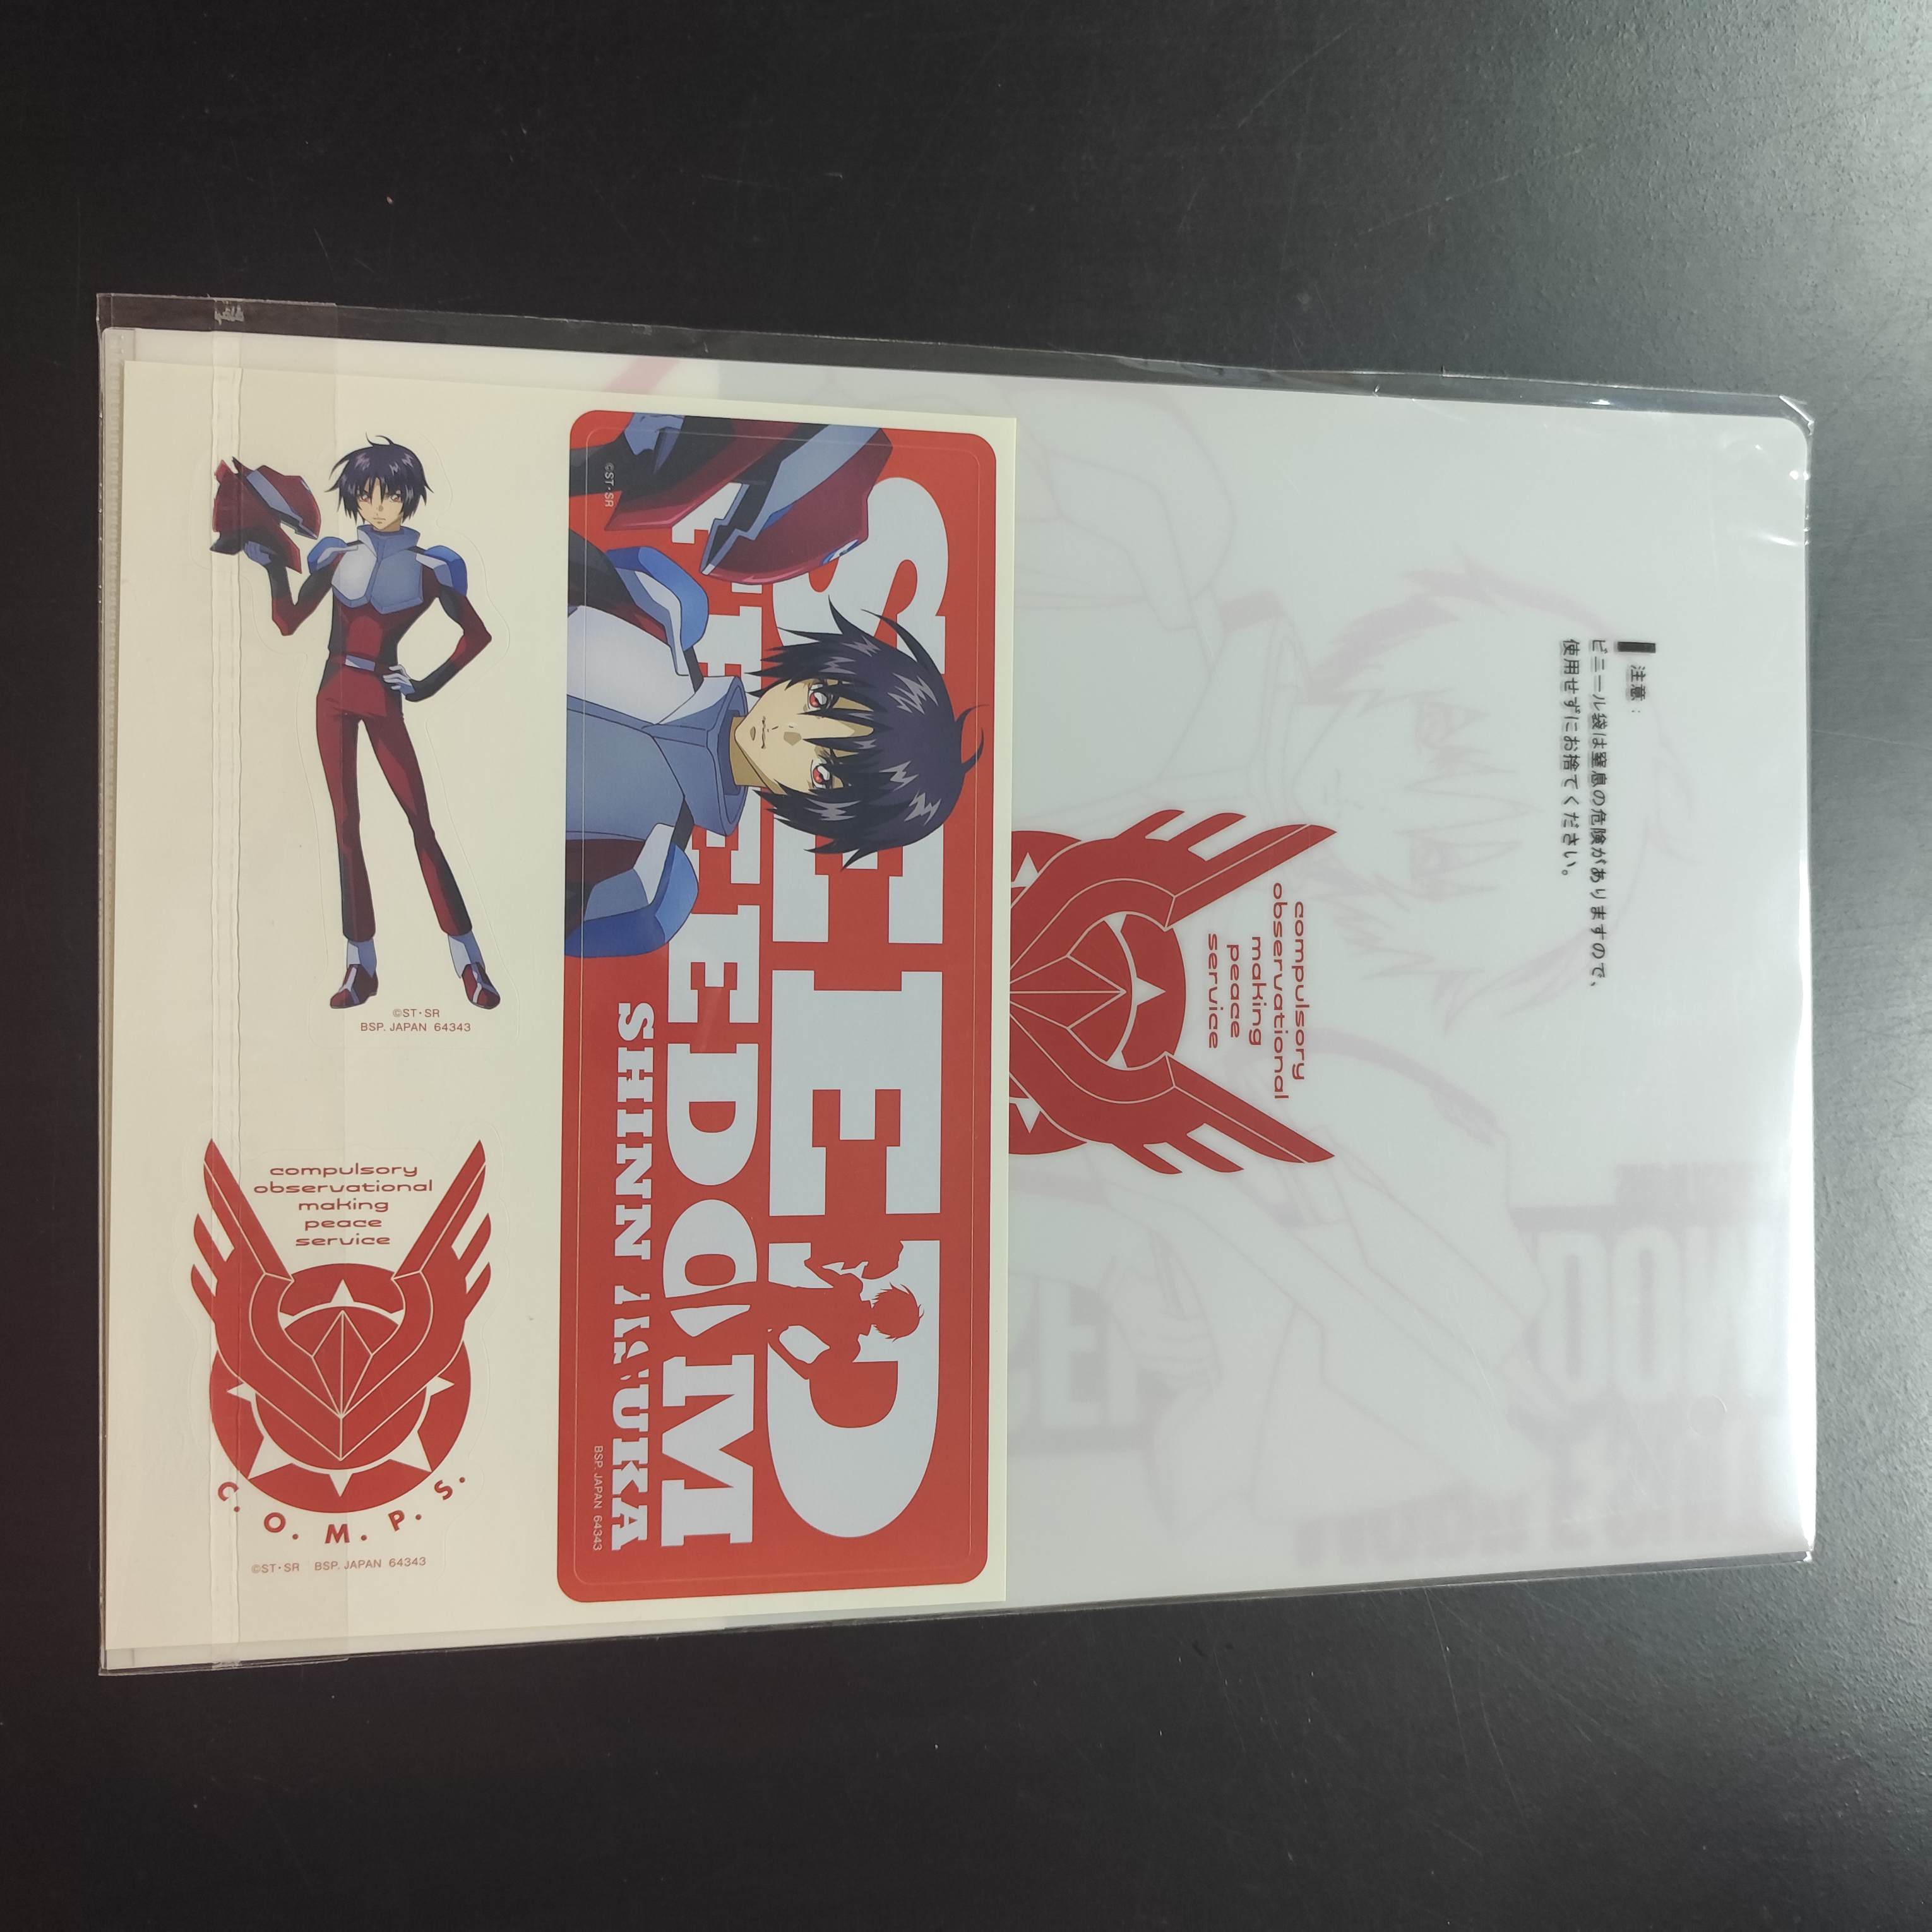 ©ST・SR
BSP. JAPAN 64343
compulsory
observational
making
peace
service
C.O.M.P.S.
©ST・SR BSP. JAPAN 64343
©ST・SR
SEED
FREEDOM
SHINN ASUKA
BSP. JAPAN 64343
compulsory
observational
making
peace
service
注意：
ビニール袋は窒息の危険がありますので、
使用せずにお捨てください。